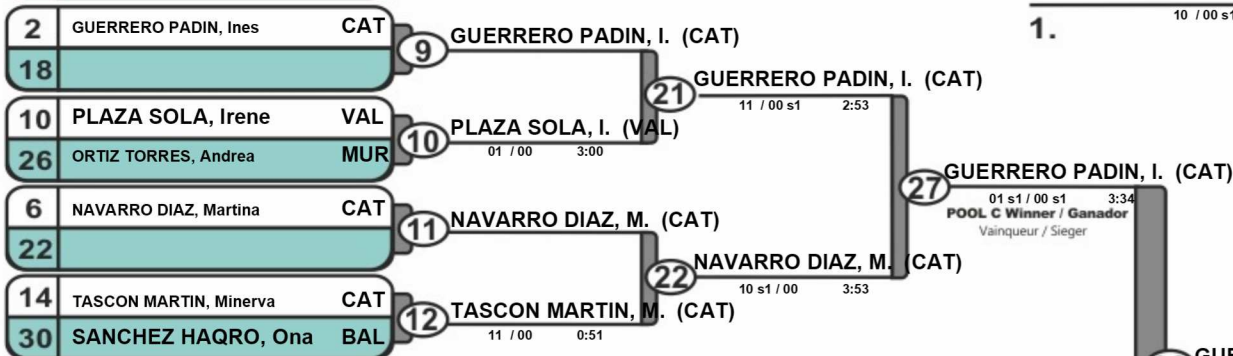 2 GUERRERO PADIN, Ines CAT
18
9
GUERRERO PADIN, I. (CAT)
10 PLAZA SOLA, Irene VAL
26 ORTIZ TORRES, Andrea MUR
10
PLAZA SOLA, I. (VAL)
01 / 00 3:00
21
GUERRERO PADIN, I. (CAT)
11 / 00 s1 2:53
6 NAVARRO DIAZ, Martina CAT
22
11
NAVARRO DIAZ, M. (CAT)
14 TASCON MARTIN, Minerva CAT
30 SANCHEZ HAQRO, Ona BAL
12
TASCON MARTIN, M. (CAT)
11 / 00 0:51
22
NAVARRO DIAZ, M. (CAT)
10 s1 / 00 3:53
27
GUERRERO PADIN, I. (CAT)
01 s1 / 00 s1 3:34
POOL C Winner / Ganador
Vainqueur / Sieger
10 / 00 s1
1.